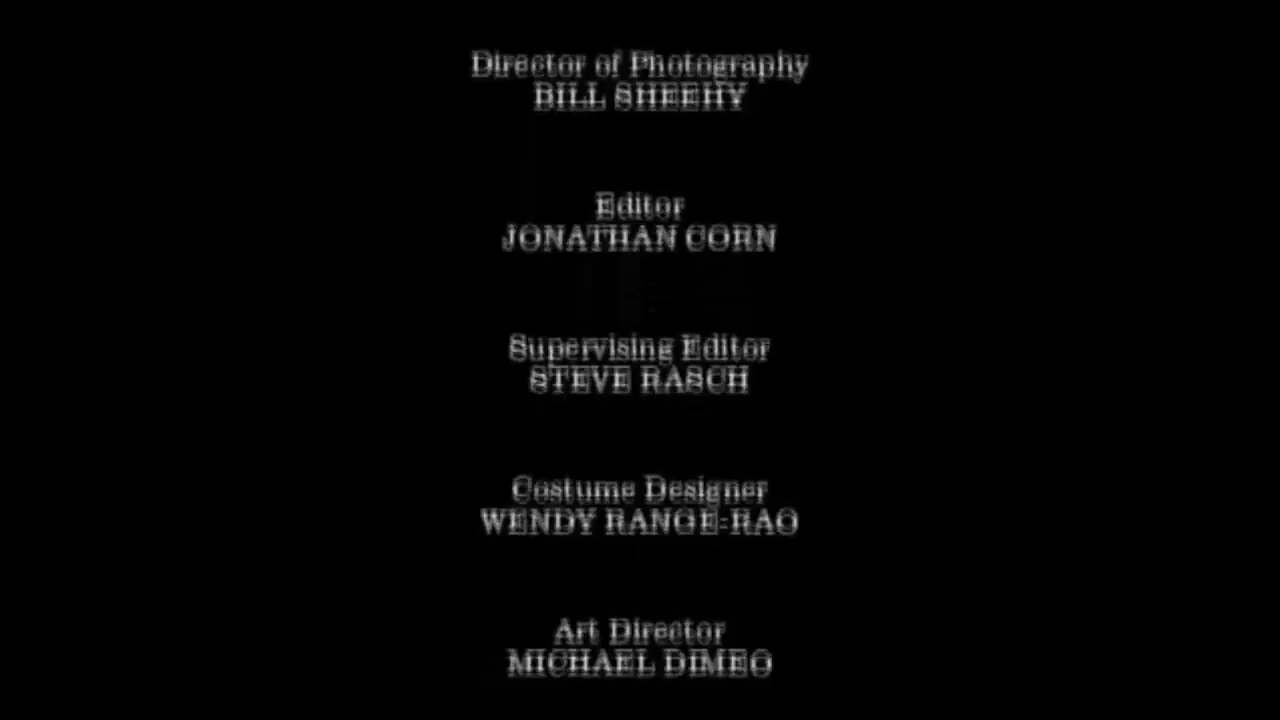 Director of Photography
BILL SHEEHY
Editor
JONATHAN CORN
Supervising Editor
STEVE RASCH
Costume Designer
WENDY RANGE-RAO
Art Director
MICHAEL DIMEO